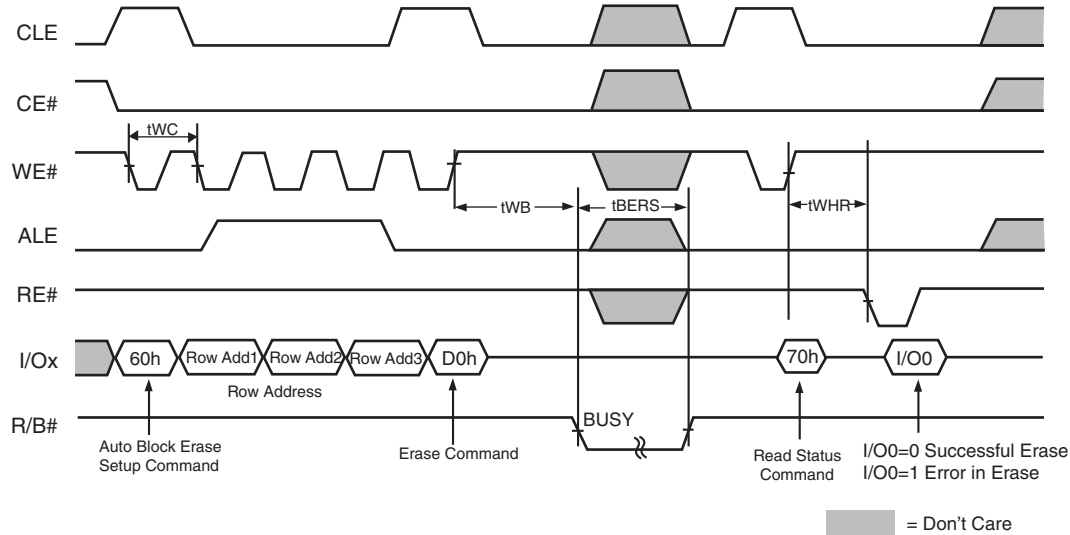 CLE
CE#
tWC
WE#
tWB
tBERS
tWHR
ALE
RE#
I/Ox
60h
Row Add1
Row Add2
Row Add3
D0h
70h
I/O0
Row Address
R/B#
BUSY
Auto Block Erase
Setup Command
Erase Command
Read Status
Command
I/O0=0 Successful Erase
I/O0=1 Error in Erase
= Don't Care